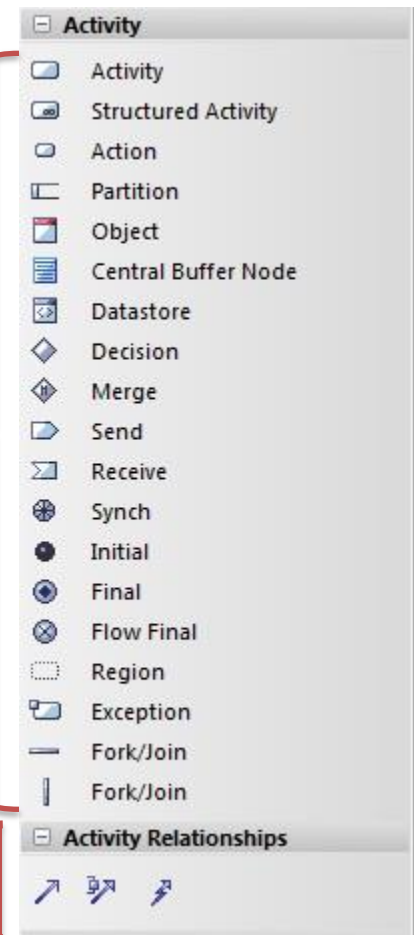 Activity
Activity
Structured Activity
Action
Partition
Object
Central Buffer Node
Datastore
Decision
Merge
Send
Receive
Synch
Initial
Final
Flow Final
Region
Exception
Fork/Join
Fork/Join
Activity Relationships